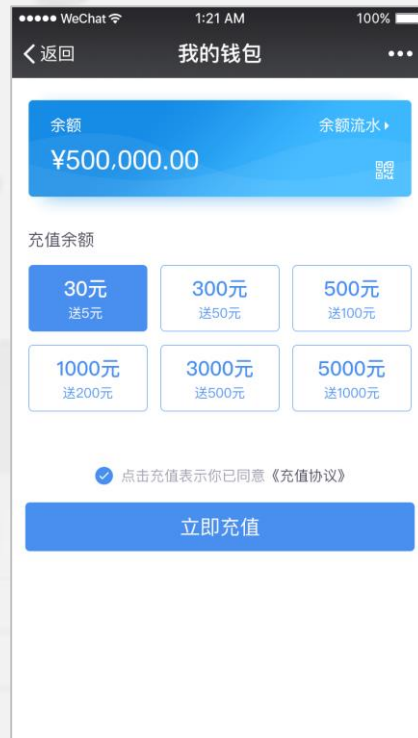 WeChat 1:21 AM 100%
返回 我的钱包
余额 余额流水
¥500,000.00
充值余额
30元 300元 500元
送5元 送50元 送100元
1000元 3000元 5000元
送200元 送500元 送1000元
点击充值表示你已同意《充值协议》
立即充值